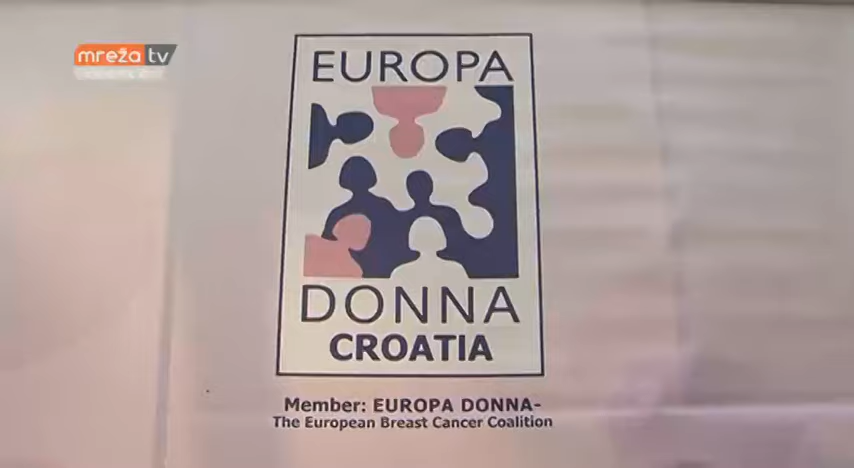 mreža tv
EUROPA
DONNA
CROATIA
Member: EUROPA DONNA-
The European Breast Cancer Coalition